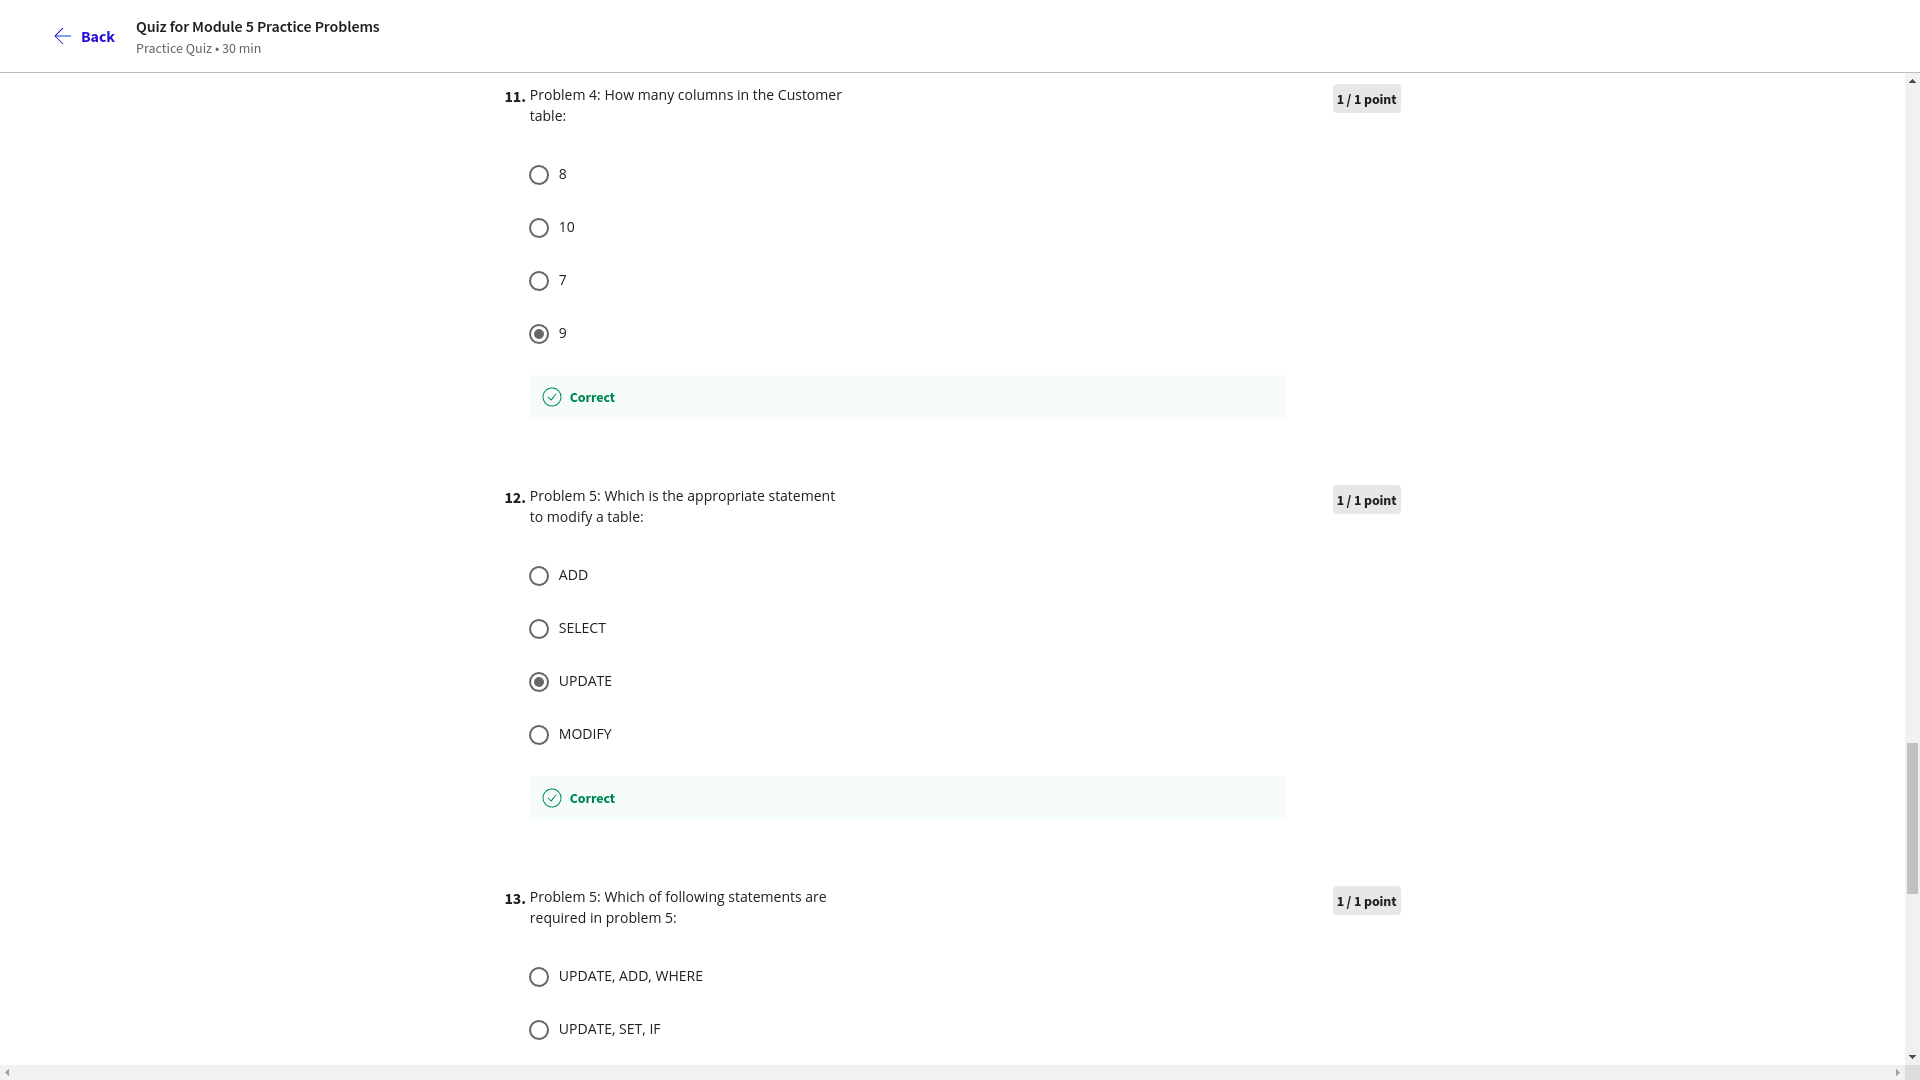 Back
Quiz for Module 5 Practice Problems
Practice Quiz • 30 min
11. Problem 4: How many columns in the Customer
table:
1 / 1 point
8
10
7
9
Correct
12. Problem 5: Which is the appropriate statement
to modify a table:
1 / 1 point
ADD
SELECT
UPDATE
MODIFY
Correct
13. Problem 5: Which of following statements are
required in problem 5:
1 / 1 point
UPDATE, ADD, WHERE
UPDATE, SET, IF